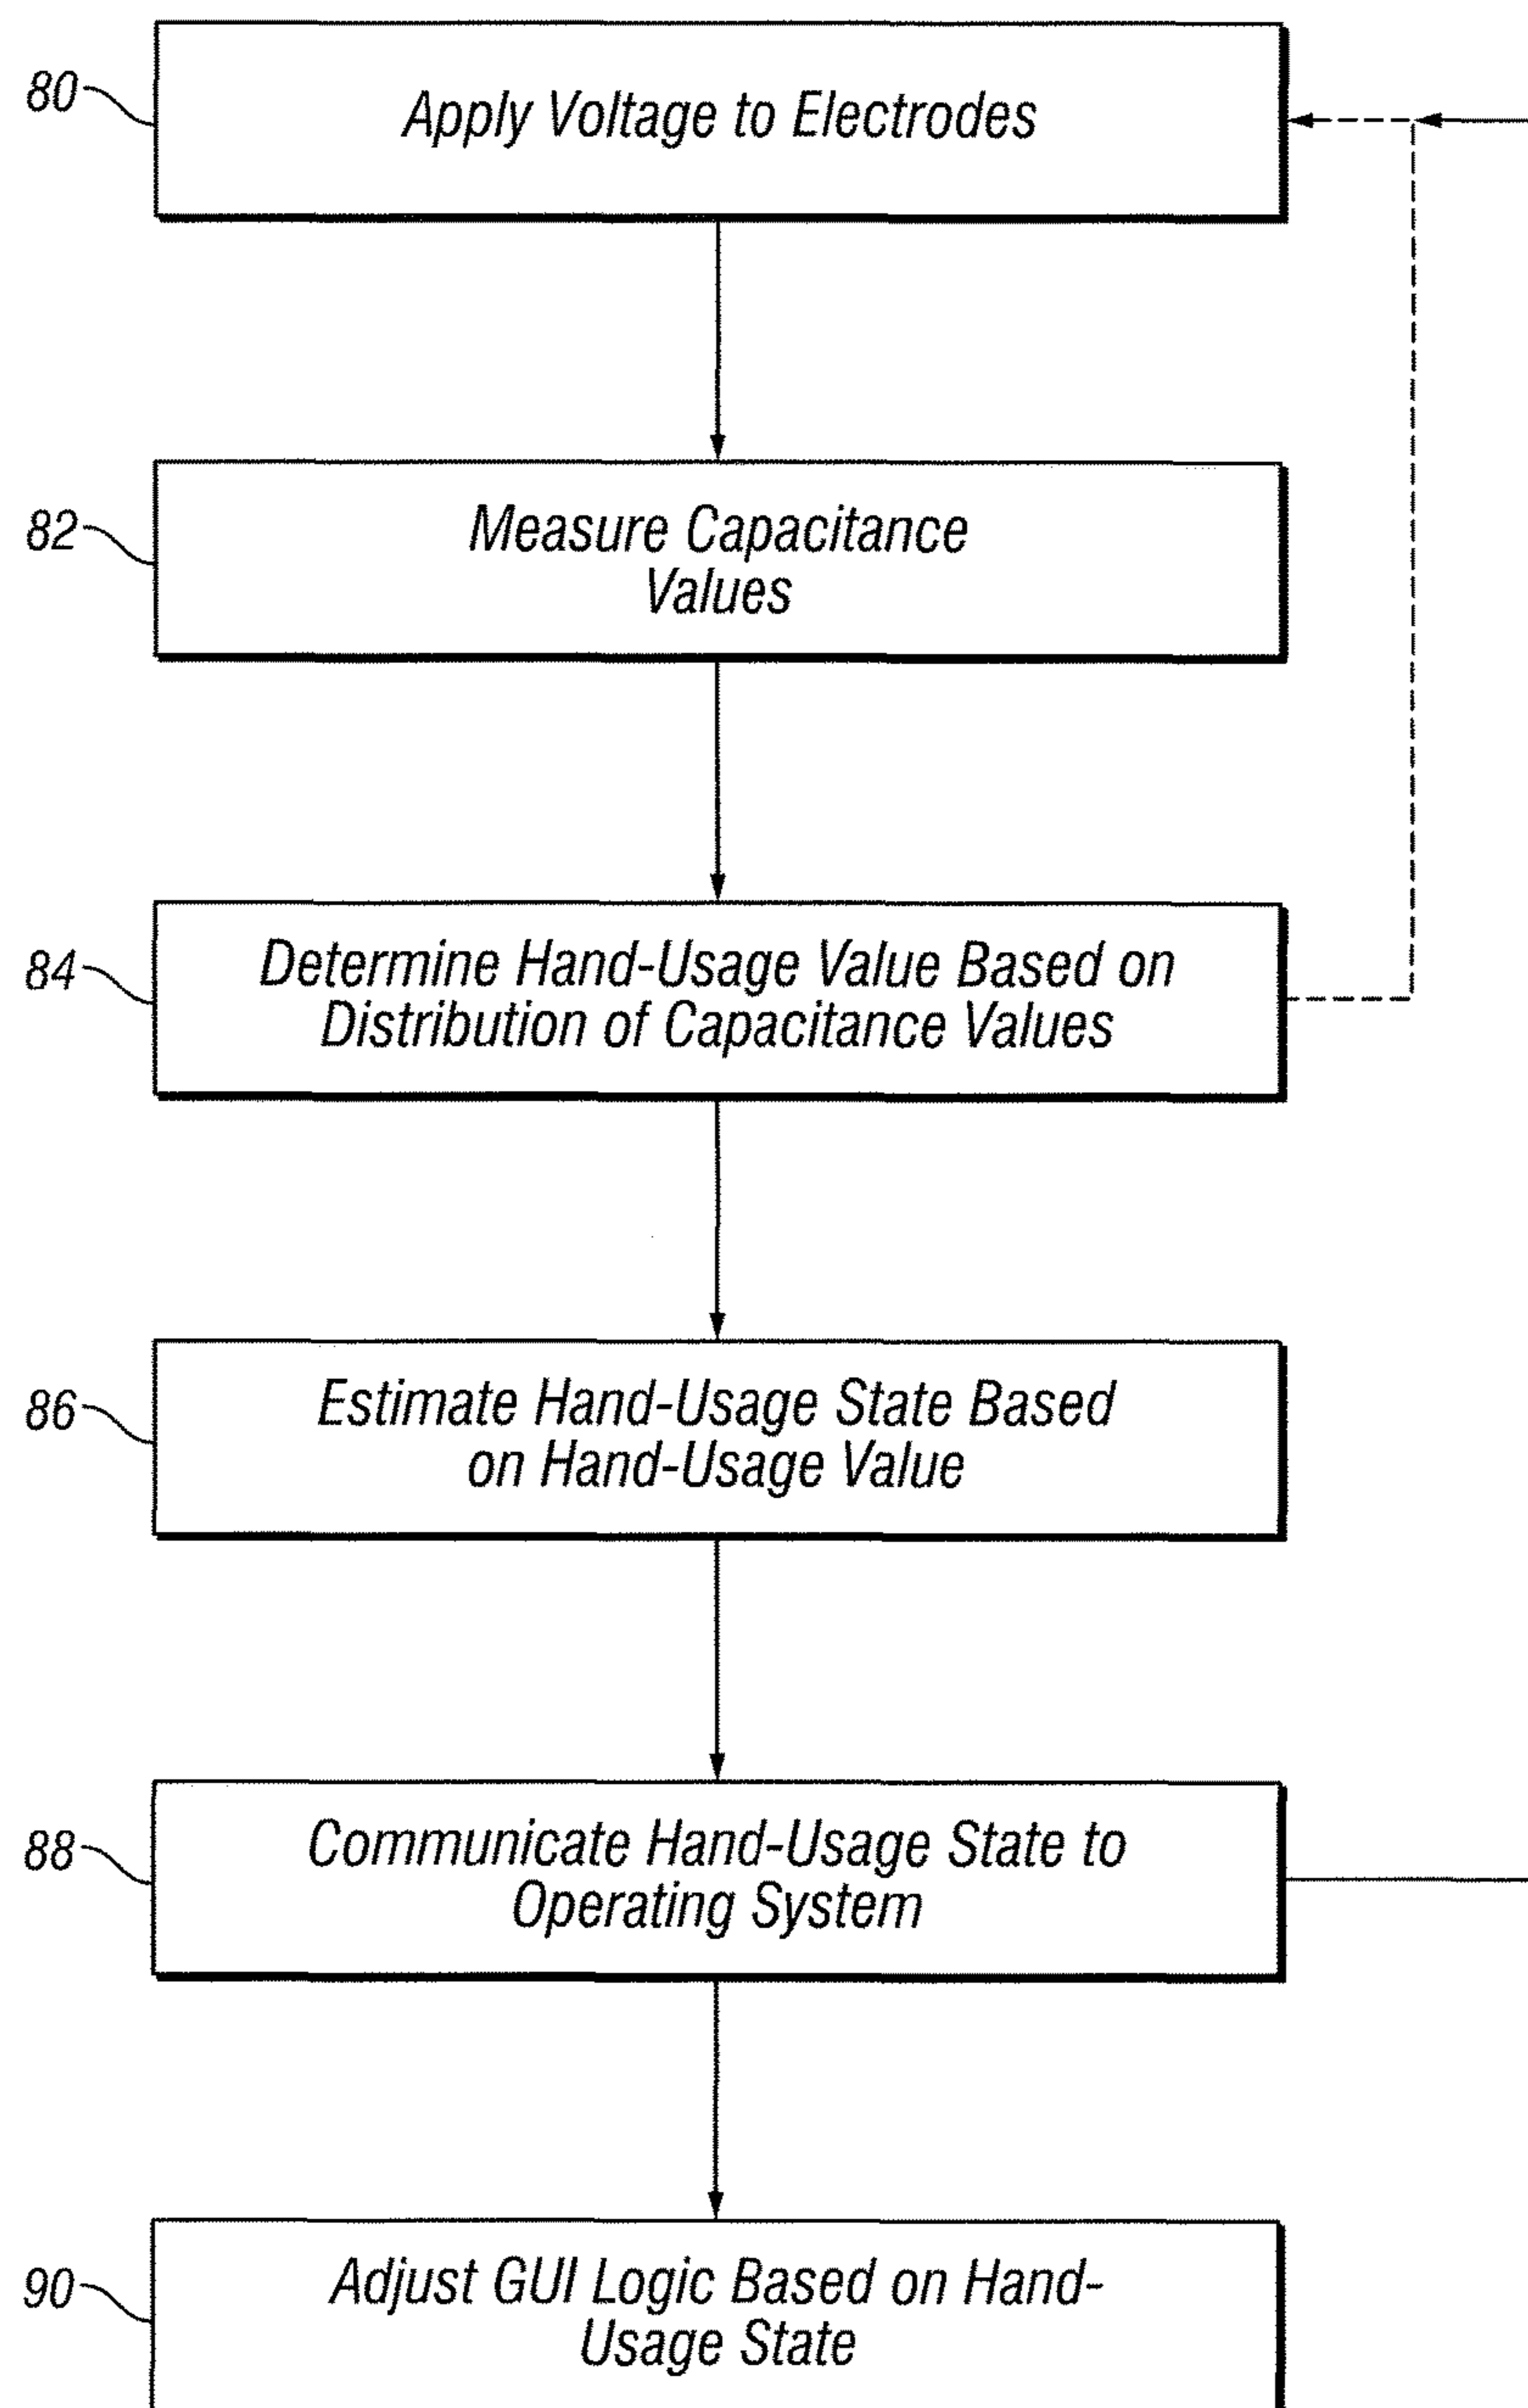 80
Apply Voltage to Electrodes
82
Measure Capacitance
Values
84
Determine Hand-Usage Value Based on
Distribution of Capacitance Values
86
Estimate Hand-Usage State Based
on Hand-Usage Value
88
Communicate Hand-Usage State to
Operating System
90
Adjust GUI Logic Based on Hand-
Usage State